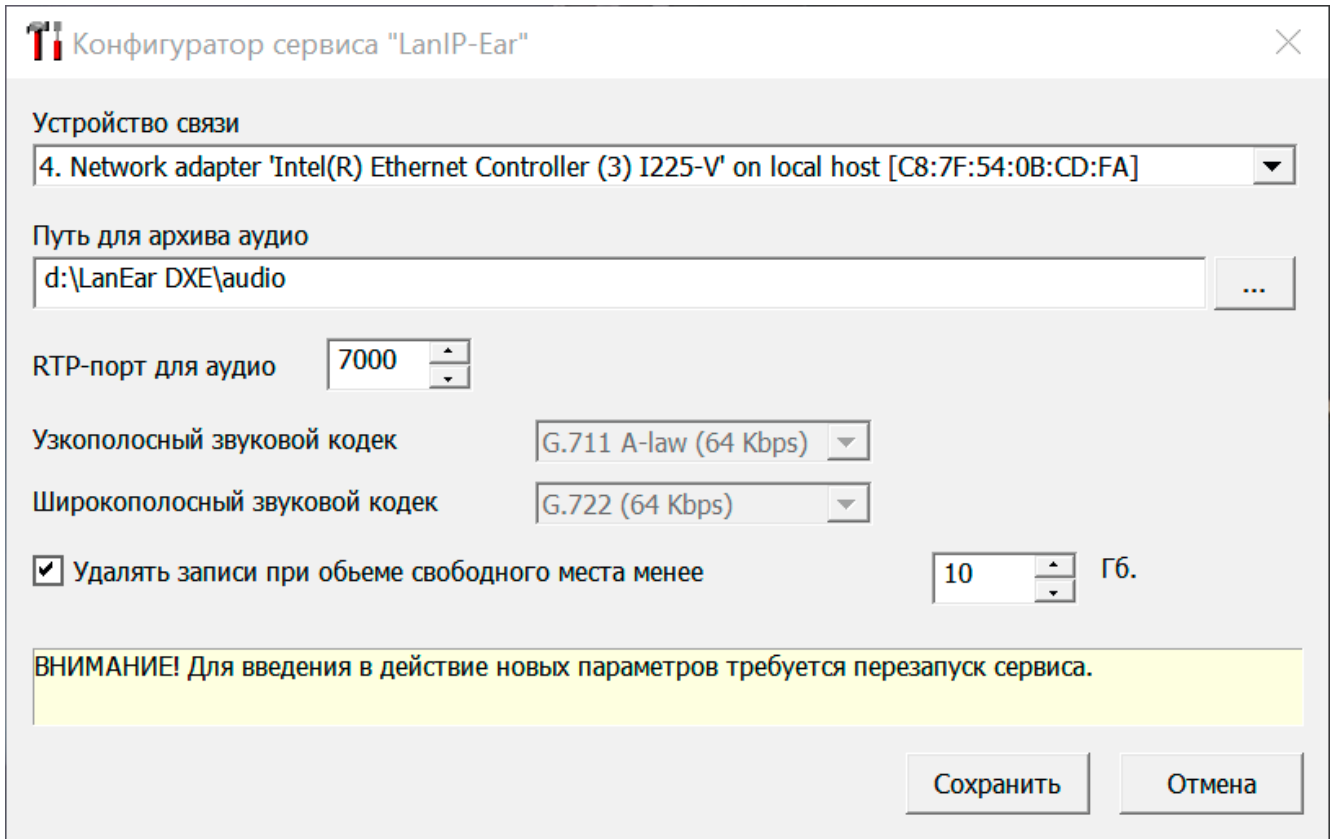 Конфигуратор сервиса "LanIP-Ear"
Устройство связи
4. Network adapter 'Intel(R) Ethernet Controller (3) I225-V' on local host [C8:7F:54:0B:CD:FA]
Путь для архива аудио
d:\LanEar DXE\audio
...
RTP-порт для аудио 7000
Узкополосный звуковой кодек G.711 A-law (64 Kbps)
Широкополосный звуковой кодек G.722 (64 Kbps)
Удалять записи при обьеме свободного места менее 10 Гб.
ВНИМАНИЕ! Для введения в действие новых параметров требуется перезапуск сервиса.
Сохранить Отмена